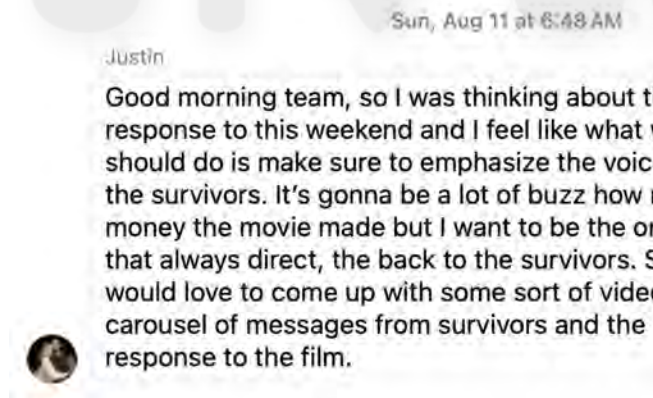 Sun, Aug 11 at 6:48 AM
Justin
Good morning team, so I was thinking about
response to this weekend and I feel like what
should do is make sure to emphasize the
the survivors. It's gonna be a lot of buzz how
money the movie made but I want to be the
that always direct, the back to the survivors.
would love to come up with some sort of
carousel of messages from survivors and the
response to the film.